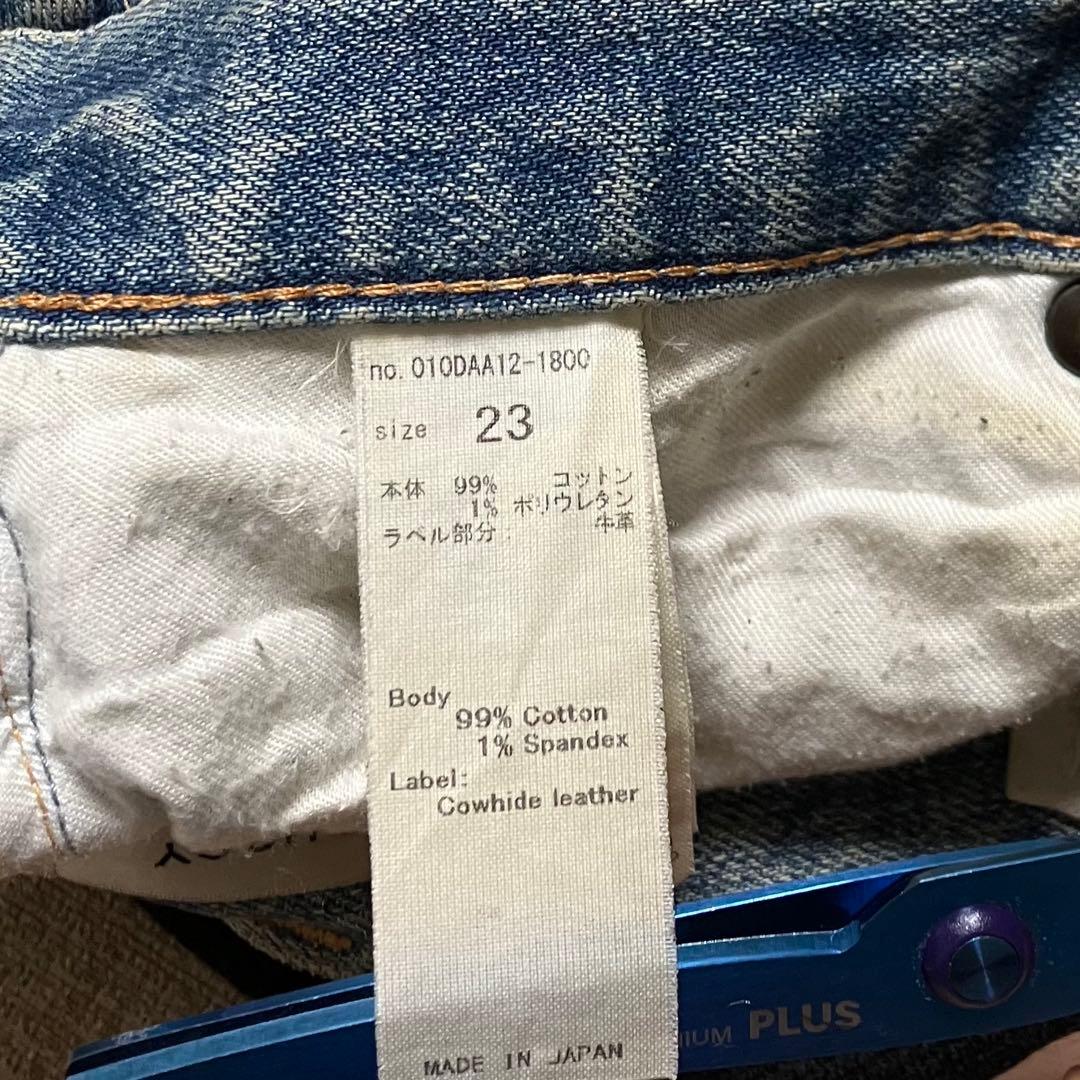 no. 010DAA12-1800
size 23
本体 99% コットン
1% ポリウレタン
ラベル部分: 牛革
Body
99% Cotton
1% Spandex
Label:
Cowhide leather
MADE IN JAPAN
PLUS